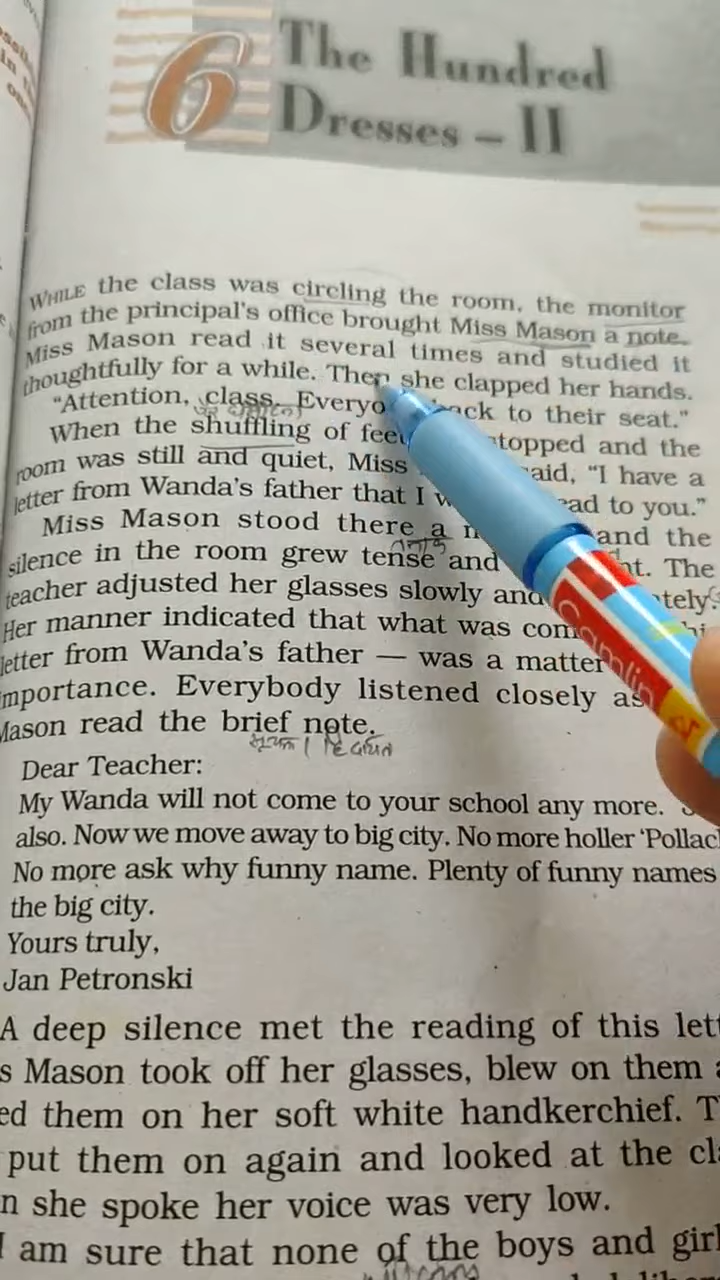 6
The Hundred
Dresses – II
WHILE the class was circling the room, the monitor
from the principal's office brought Miss Mason a note.
Miss Mason read it several times and studied it
thoughtfully for a while. Then she clapped her hands.
"Attention, class. Everyo ack to their seat."
When the shuffling of feet topped and the
room was still and quiet, Miss aid, "I have a
letter from Wanda's father that I w ad to you."
Miss Mason stood there a m and the
silence in the room grew tense and nt. The
teacher adjusted her glasses slowly and tely.
Her manner indicated that what was com hi
letter from Wanda's father — was a matter
mportance. Everybody listened closely as
Mason read the brief note.
Dear Teacher:
My Wanda will not come to your school any more.
also. Now we move away to big city. No more holler 'Pollac
No more ask why funny name. Plenty of funny names
the big city.
Yours truly,
Jan Petronski
A deep silence met the reading of this lett
s Mason took off her glasses, blew on them a
ed them on her soft white handkerchief. T
put them on again and looked at the cl
n she spoke her voice was very low.
I am sure that none of the boys and girl
Camlin